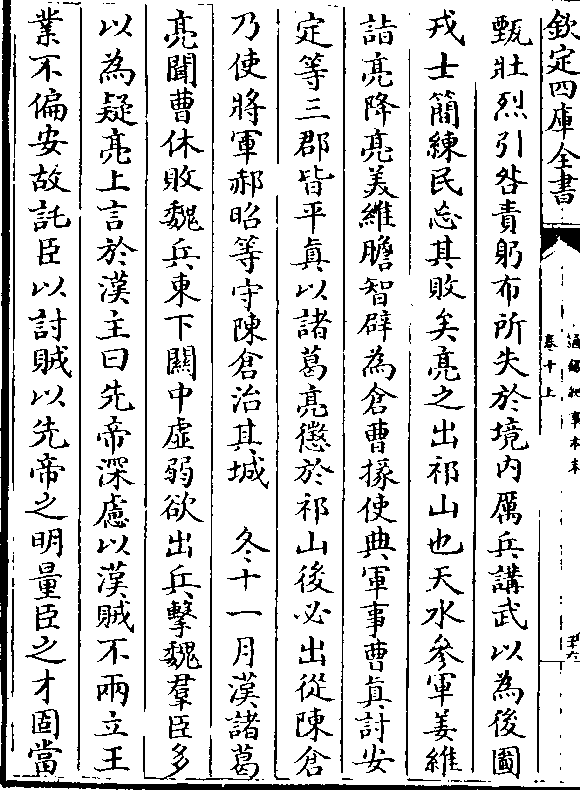 欽定四庫全書
通鑑紀事本末
卷十上
甄壯烈引咎責躬布所失於境內厲兵講武以為後圖
戎士簡練民忘其敗矣亮之出祁山也天水參軍姜維
詣亮降亮美維膽智辟為倉曹掾使典軍事曹真討安
定等三郡皆平真以諸葛亮懲於祁山後必出從陳倉
乃使將軍郝昭等守陳倉治其城　冬十一月漢諸葛
亮聞曹休敗魏兵東下關中虛弱欲出兵擊魏羣臣多
以為疑亮上言於漢主曰先帝深慮以漢賊不兩立王
業不偏安故託臣以討賊以先帝之明量臣之才固當